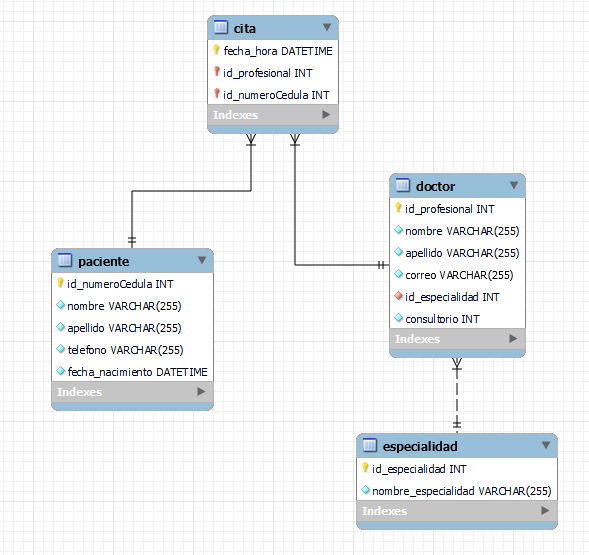 cita
fecha_hora DATETIME
id_profesional INT
id_numeroCedula INT
Indexes
doctor
id_profesional INT
nombre VARCHAR(255)
apellido VARCHAR(255)
correo VARCHAR(255)
id_especialidad INT
consultorio INT
Indexes
paciente
id_numeroCedula INT
nombre VARCHAR(255)
apellido VARCHAR(255)
telefono VARCHAR(255)
fecha_nacimiento DATETIME
Indexes
especialidad
id_especialidad INT
nombre_especialidad VARCHAR(255)
Indexes